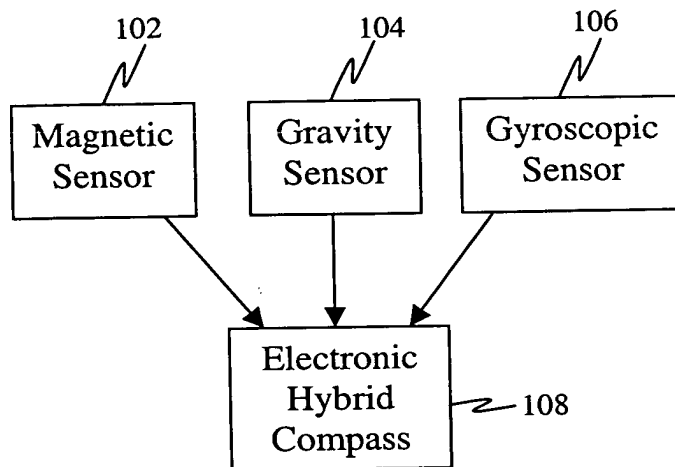 102
104
106
Magnetic
Sensor
Gravity
Sensor
Gyroscopic
Sensor
Electronic
Hybrid
Compass
108